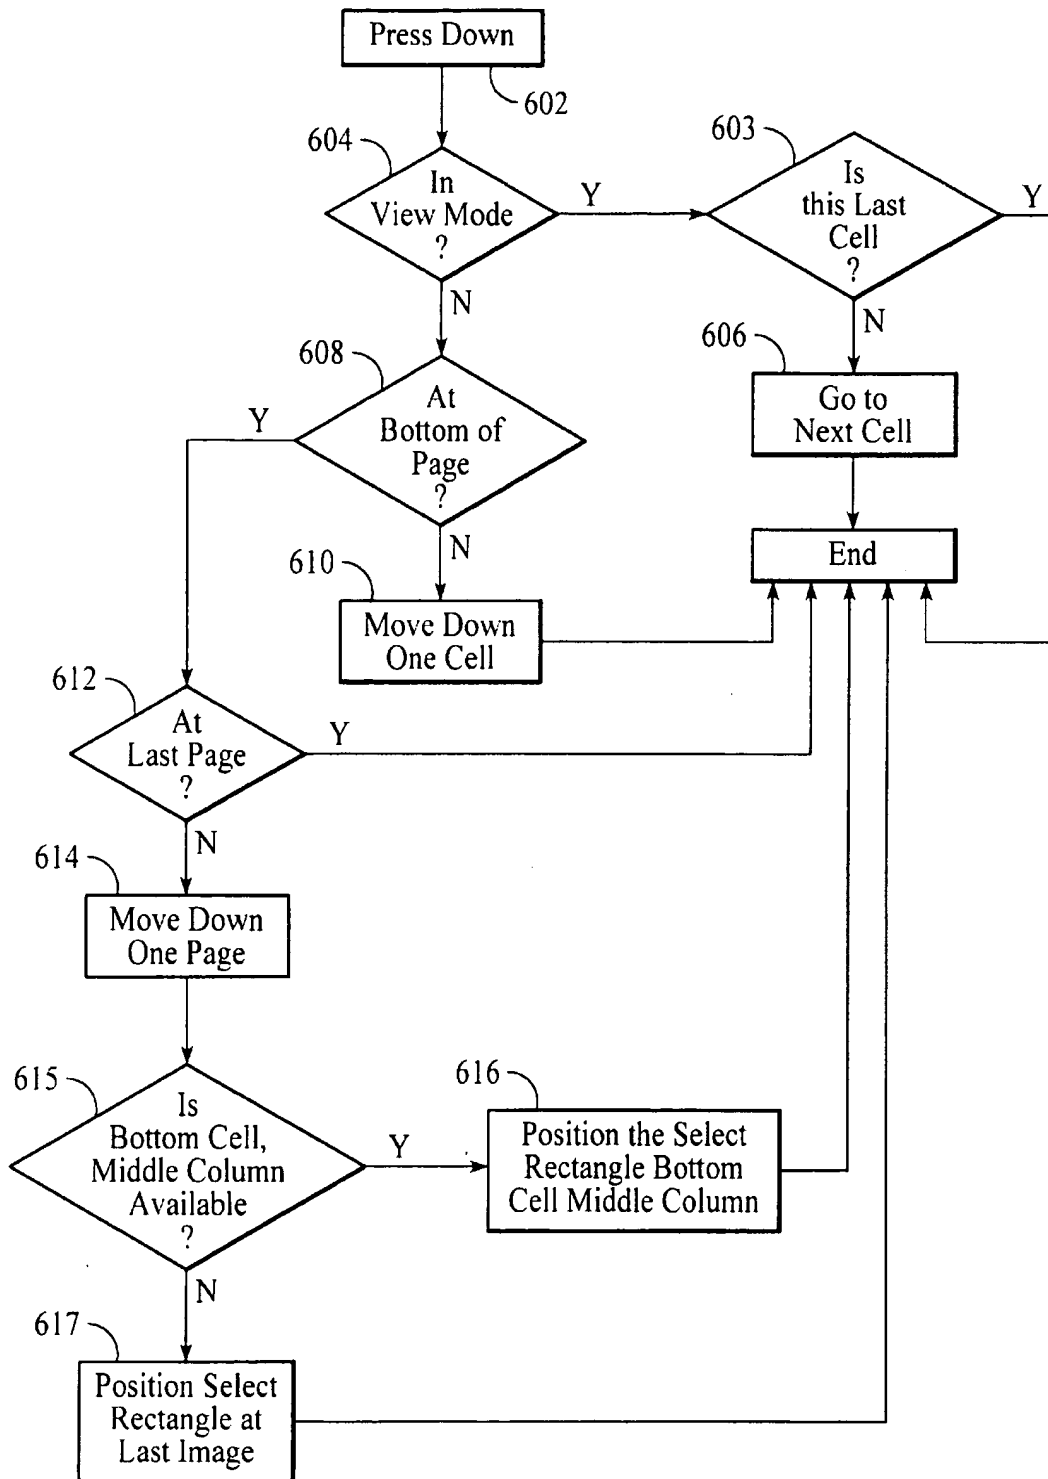 Press Down
602
604
In
View Mode
?
Y
603
Is
this Last
Cell
?
Y
N
N
608
At
Bottom of
Page
?
Y
606
Go to
Next Cell
N
End
610
Move Down
One Cell
612
At
Last Page
?
Y
N
614
Move Down
One Page
615
Is
Bottom Cell,
Middle Column
Available
?
Y
616
Position the Select
Rectangle Bottom
Cell Middle Column
N
617
Position Select
Rectangle at
Last Image